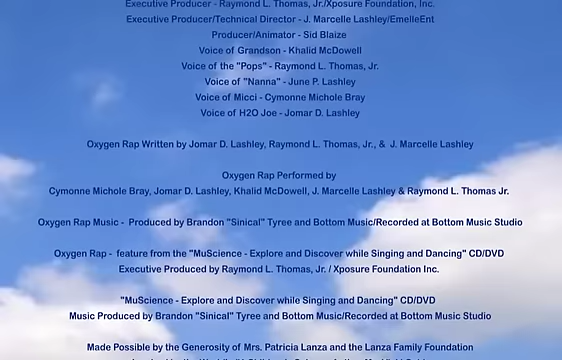 Executive Producer - Raymond L. Thomas, Jr./Xposure Foundation, Inc.
Executive Producer/Technical Director - J. Marcelle Lashley/EmelleEnt
Producer/Animator - Sid Blaize
Voice of Grandson - Khalid McDowell
Voice of the "Pops" - Raymond L. Thomas, Jr.
Voice of "Nanna" - June P. Lashley
Voice of Micci - Cymonne Michole Bray
Voice of H2O Joe - Jomar D. Lashley
Oxygen Rap Written by Jomar D. Lashley, Raymond L. Thomas, Jr., & J. Marcelle Lashley
Oxygen Rap Performed by
Cymonne Michole Bray, Jomar D. Lashley, Khalid McDowell, J. Marcelle Lashley & Raymond L. Thomas Jr.
Oxygen Rap Music - Produced by Brandon "Sinical" Tyree and Bottom Music/Recorded at Bottom Music Studio
Oxygen Rap - feature from the "MuScience - Explore and Discover while Singing and Dancing" CD/DVD
Executive Produced by Raymond L. Thomas, Jr. / Xposure Foundation Inc.
"MuScience - Explore and Discover while Singing and Dancing" CD/DVD
Music Produced by Brandon "Sinical" Tyree and Bottom Music/Recorded at Bottom Music Studio
Made Possible by the Generosity of Mrs. Patricia Lanza and the Lanza Family Foundation